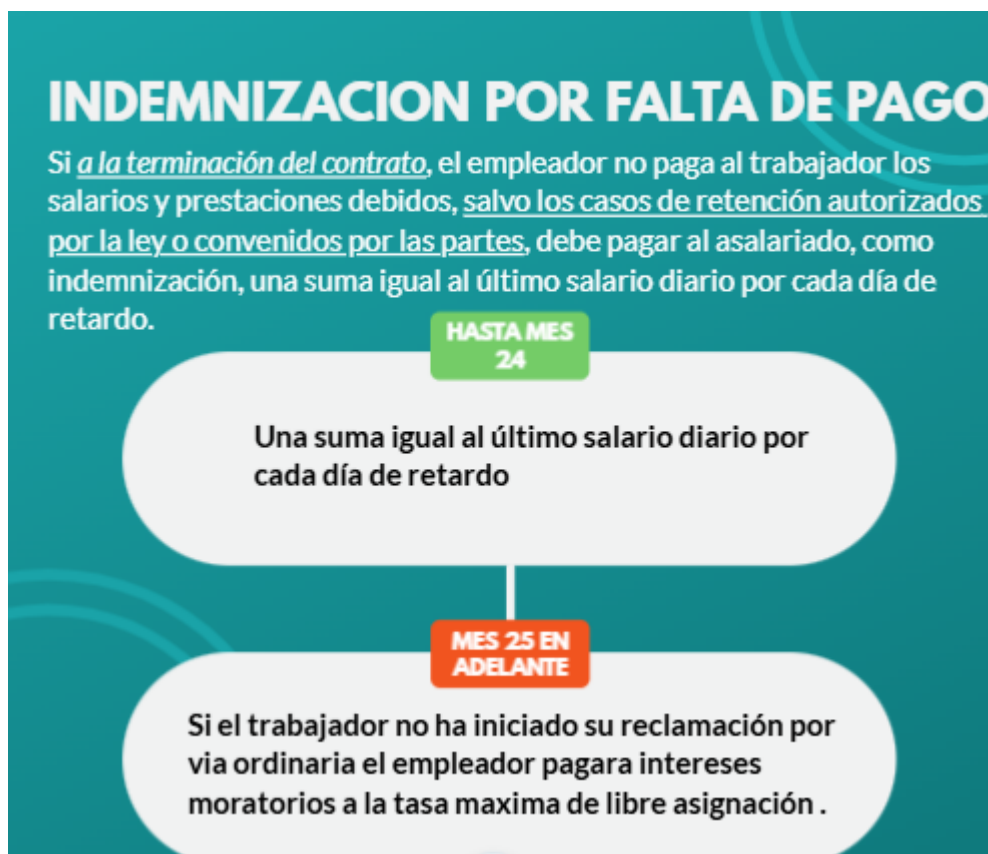 INDEMNIZACION POR FALTA DE PAGO
Si a la terminación del contrato, el empleador no paga al trabajador los
salarios y prestaciones debidos, salvo los casos de retención autorizados
por la ley o convenidos por las partes, debe pagar al asalariado, como
indemnización, una suma igual al último salario diario por cada día de
retardo.
HASTA MES
24
Una suma igual al último salario diario por
cada día de retardo
MES 25 EN
ADELANTE
Si el trabajador no ha iniciado su reclamación por
via ordinaria el empleador pagara intereses
moratorios a la tasa maxima de libre asignación .